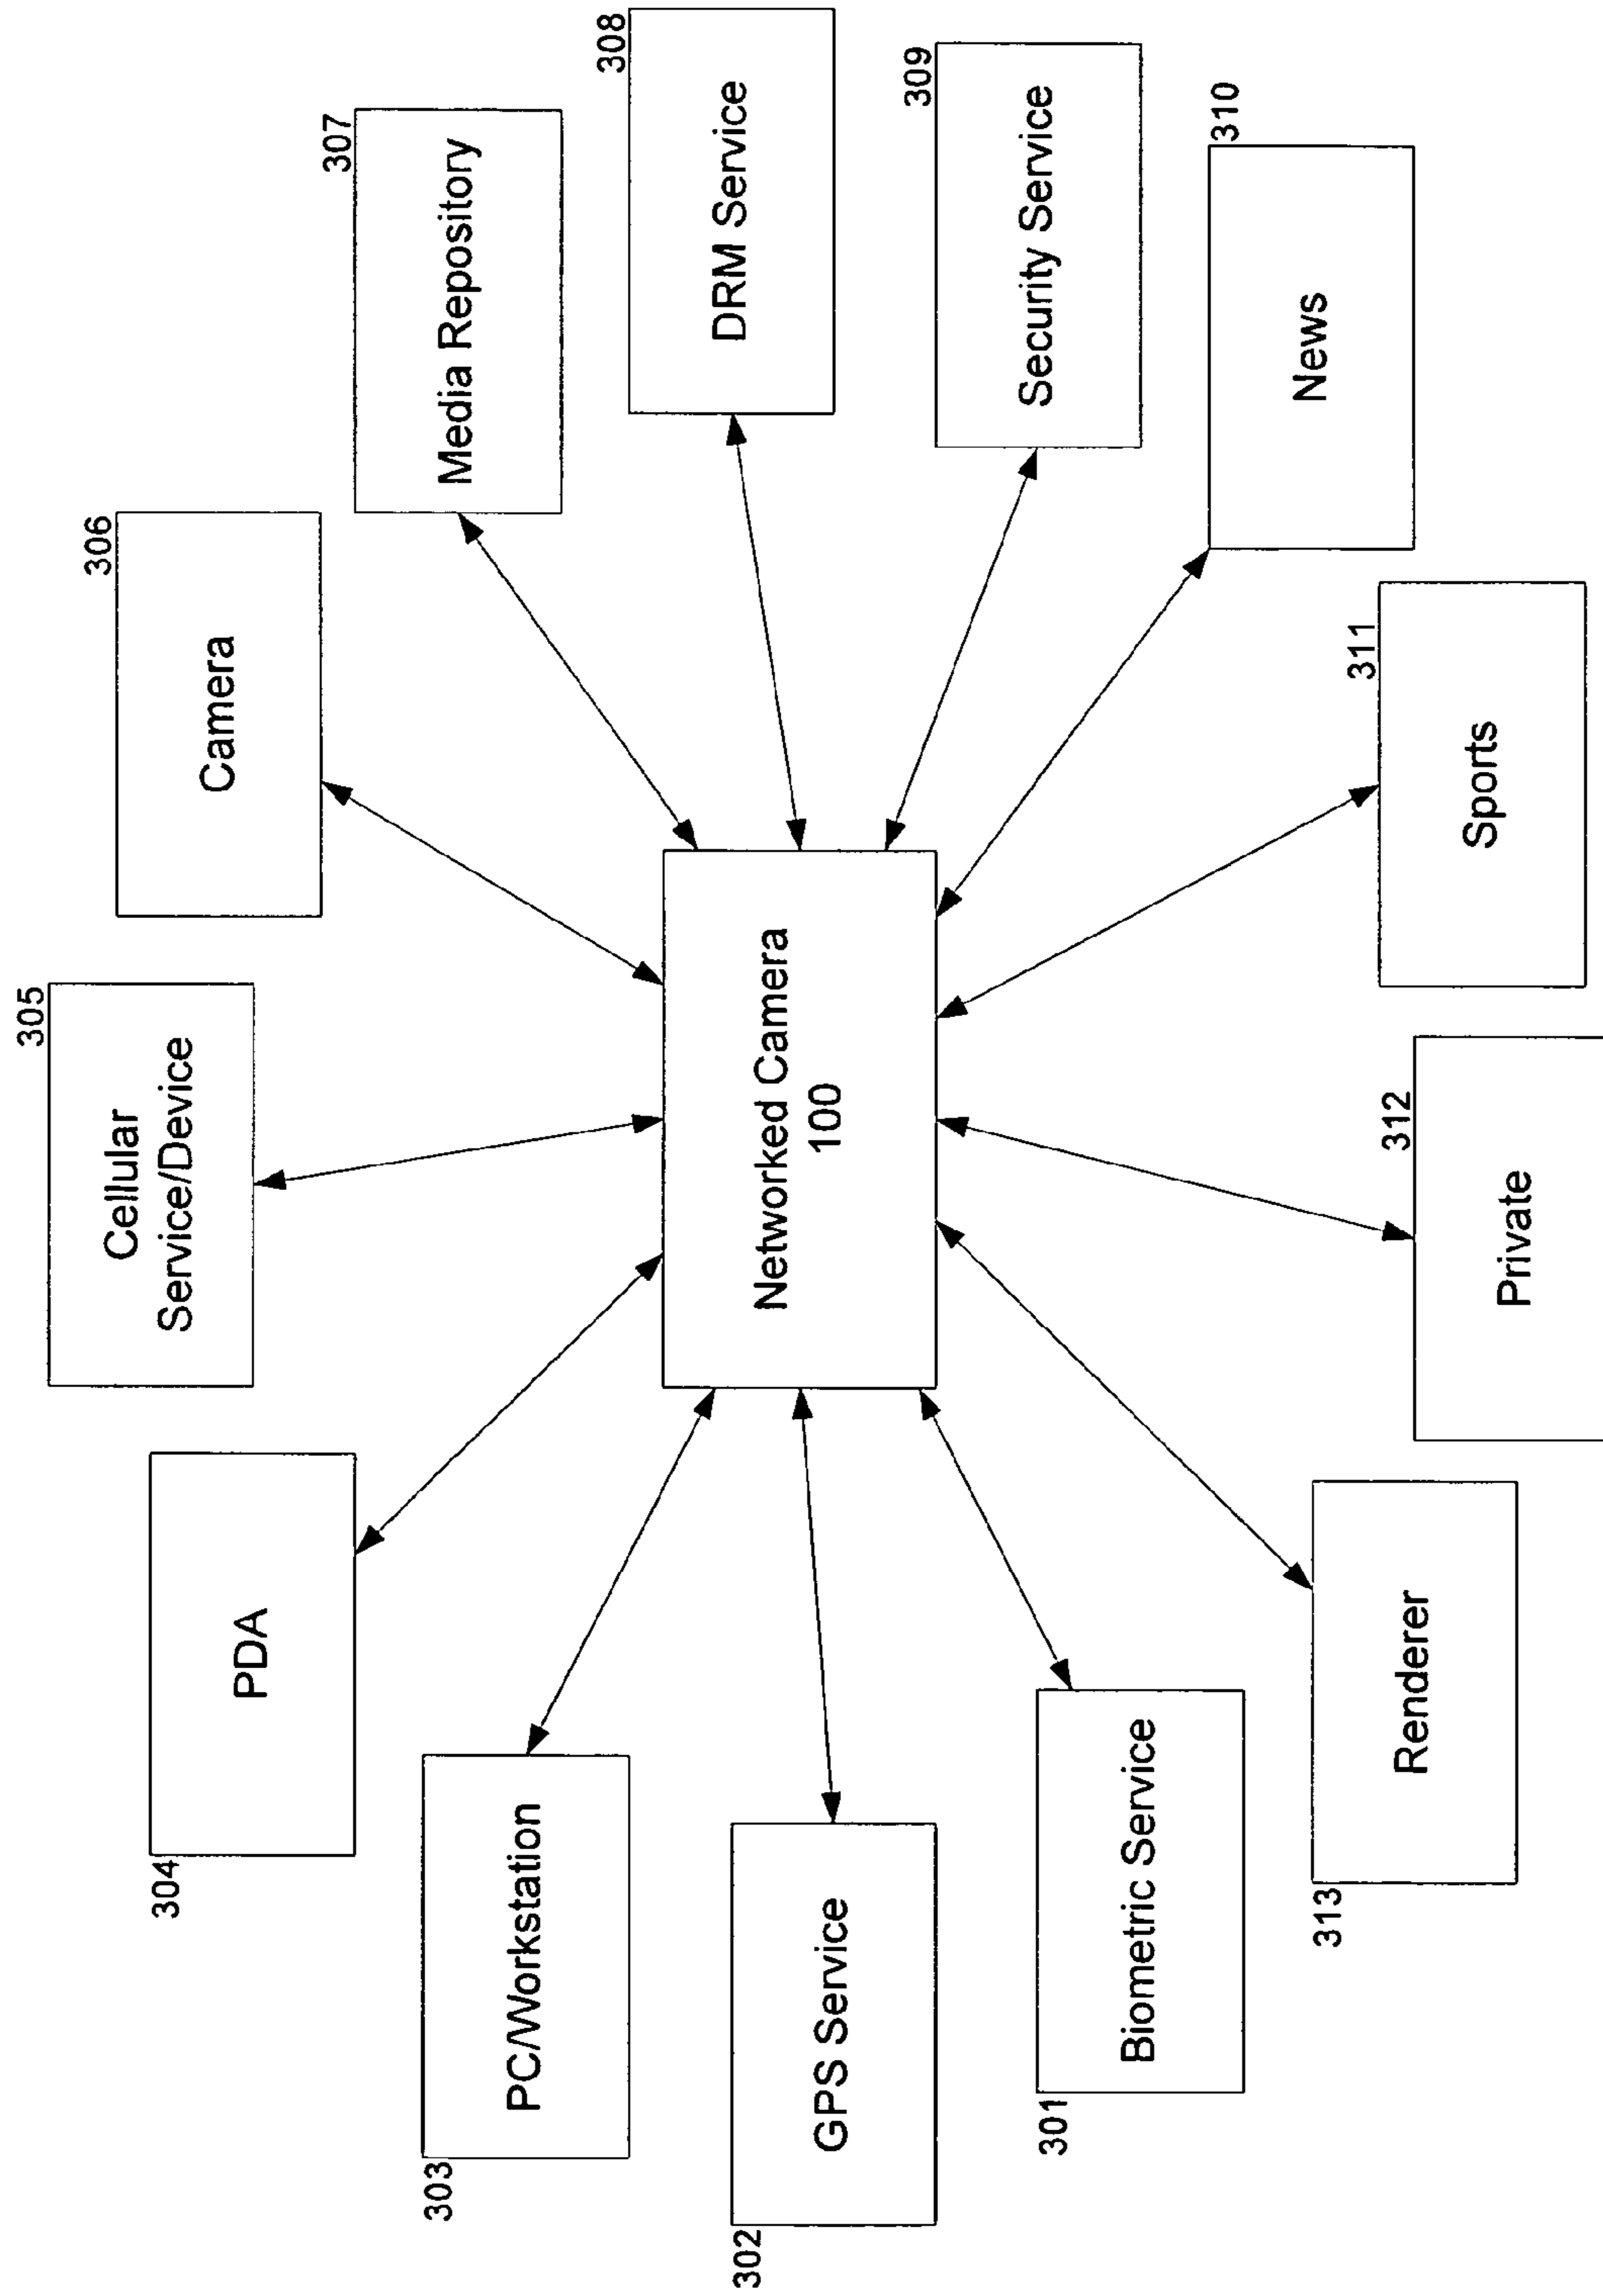 305
Cellular
Service/Device
304
PDA
306
Camera
303
PC/Workstation
307
Media Repository
302
GPS Service
Networked Camera
100
308
DRM Service
301
Biometric Service
309
Security Service
313
Renderer
310
News
312
Private
311
Sports